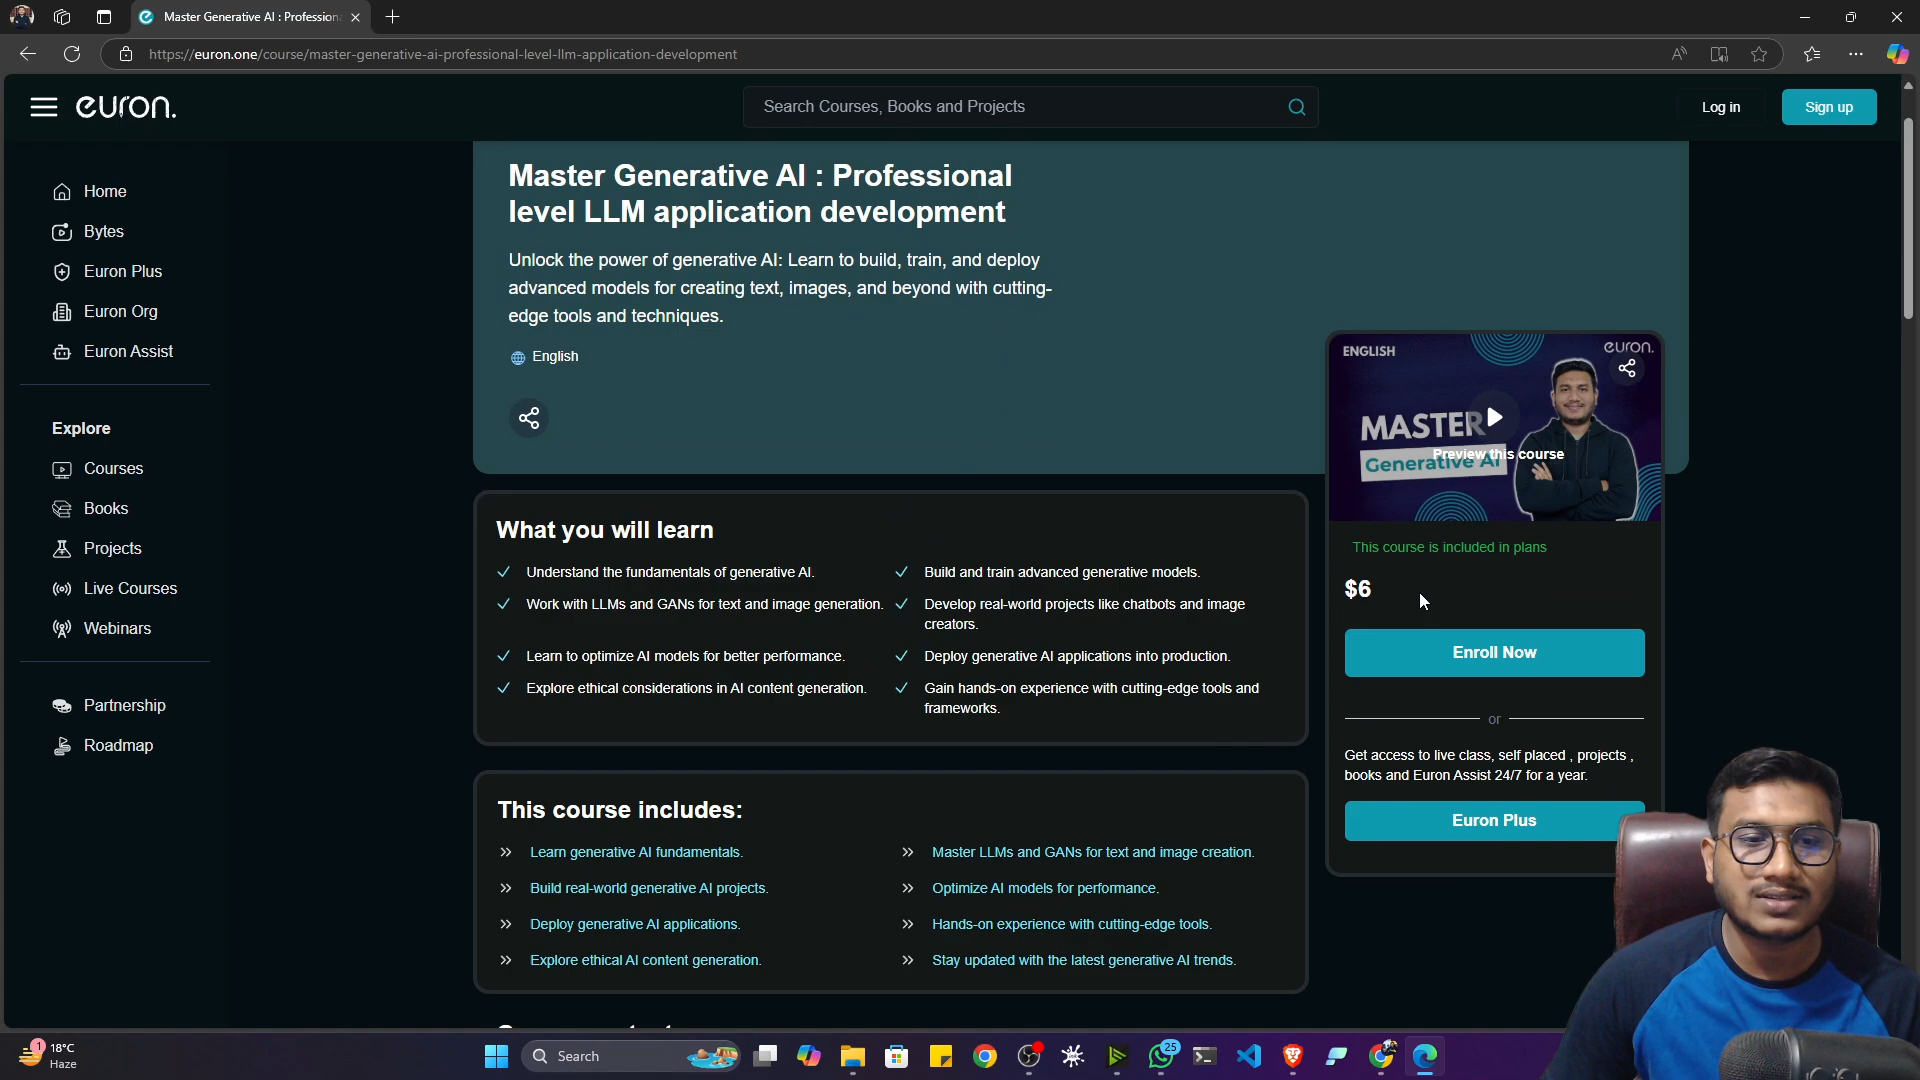 Master Generative AI : Profession
https://euron.one/course/master-generative-ai-professional-level-llm-application-development
euron.
Search Courses, Books and Projects
Log in
Sign up
Home
Bytes
Euron Plus
Euron Org
Euron Assist
Explore
Courses
Books
Projects
Live Courses
Webinars
Partnership
Roadmap
Master Generative AI : Professional
level LLM application development
Unlock the power of generative AI: Learn to build, train, and deploy
advanced models for creating text, images, and beyond with cutting-
edge tools and techniques.
English
ENGLISH
euron.
MASTER
Generative AI
Preview this course
This course is included in plans
$6
Enroll Now
or
Get access to live class, self placed , projects ,
books and Euron Assist 24/7 for a year.
Euron Plus
What you will learn
Understand the fundamentals of generative AI.
Build and train advanced generative models.
Work with LLMs and GANs for text and image generation.
Develop real-world projects like chatbots and image
creators.
Learn to optimize AI models for better performance.
Deploy generative AI applications into production.
Explore ethical considerations in AI content generation.
Gain hands-on experience with cutting-edge tools and
frameworks.
This course includes:
Learn generative AI fundamentals.
Master LLMs and GANs for text and image creation.
Build real-world generative AI projects.
Optimize AI models for performance.
Deploy generative AI applications.
Hands-on experience with cutting-edge tools.
Explore ethical AI content generation.
Stay updated with the latest generative AI trends.
1
18°C
Haze
Search
25